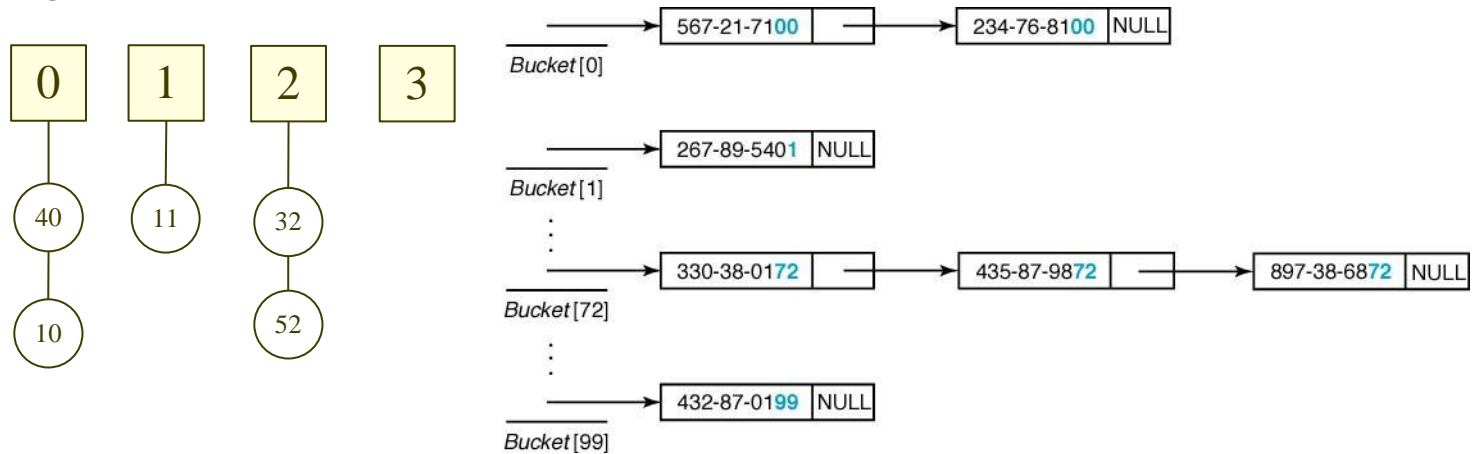 0 1 2 3
40 11 32
10 52
567-21-7100 234-76-8100 NULL
Bucket[0]
267-89-5401 NULL
Bucket[1]
330-38-0172 435-87-9872 897-38-6872 NULL
Bucket[72]
432-87-0199 NULL
Bucket[99]